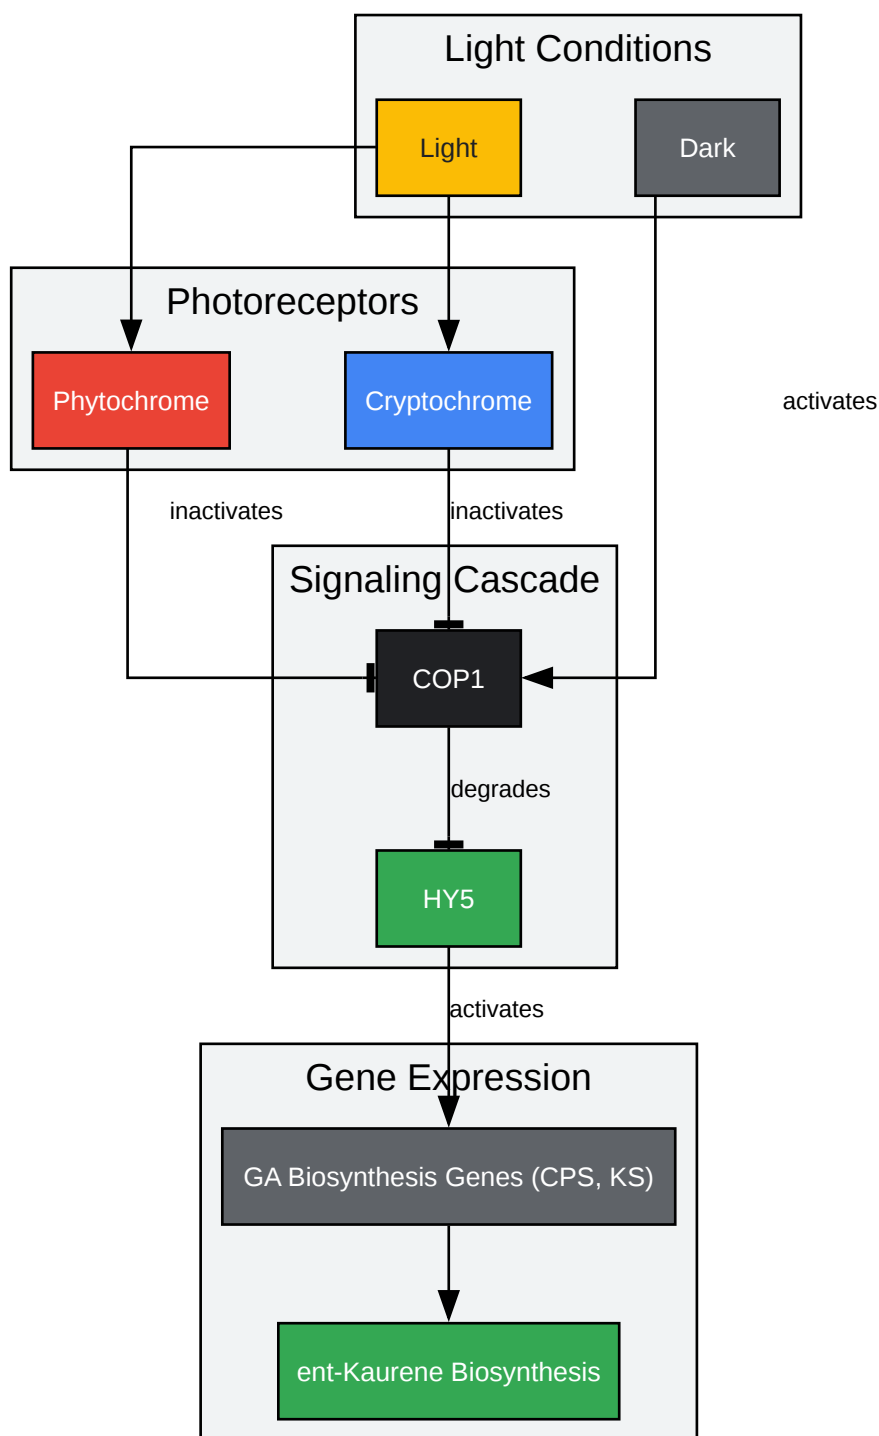 Light Conditions
Light
Dark
Photoreceptors
Phytochrome
Cryptochrome
activates
inactivates
inactivates
Signaling Cascade
COP1
degrades
HY5
activates
Gene Expression
GA Biosynthesis Genes (CPS, KS)
ent-Kaurene Biosynthesis